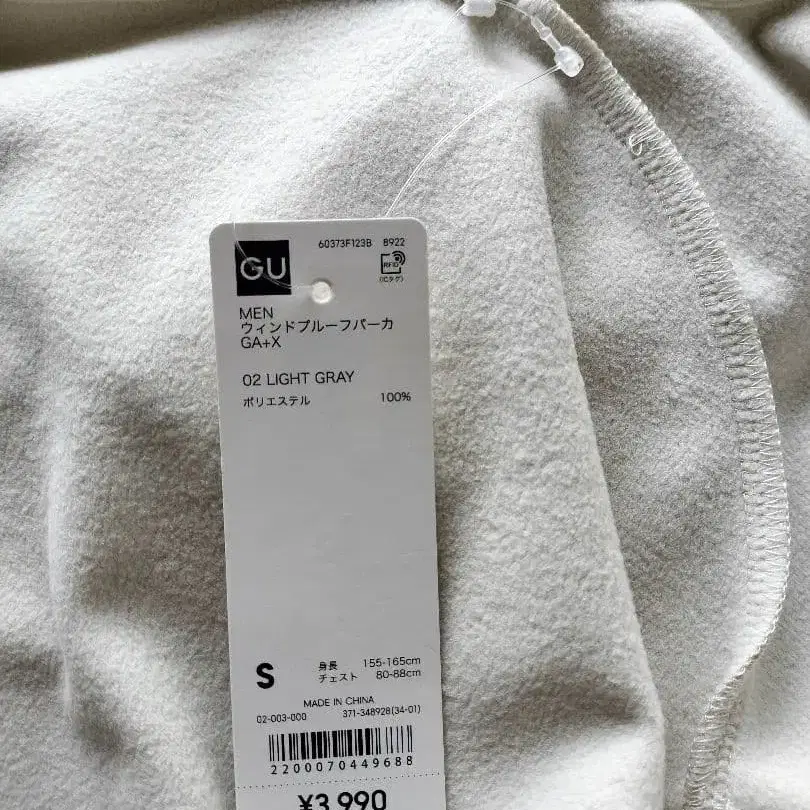 60373F123B 8922
GU
RFID
(ICタグ)
MEN
ウィンドプルーフパーカ
GA+X
02 LIGHT GRAY
ポリエステル 100%
S
身長 155-165cm
チェスト 80-88cm
MADE IN CHINA
02-003-000 371-348928(34-01)
2200070449688
¥3,990